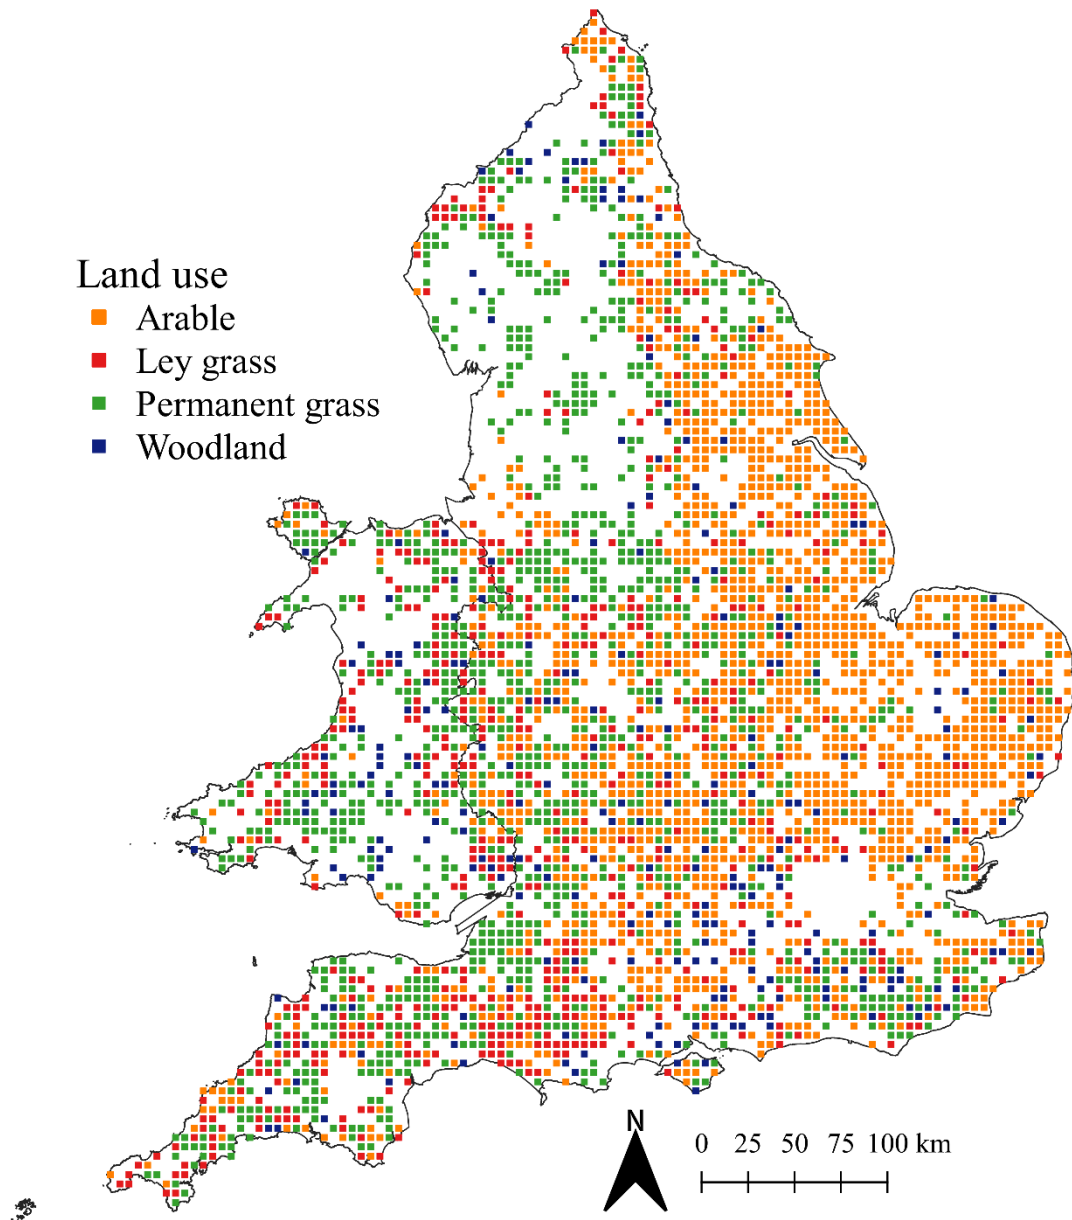 Land use
Arable
Ley grass
Permanent grass
Woodland
N
0 25 50 75 100 km